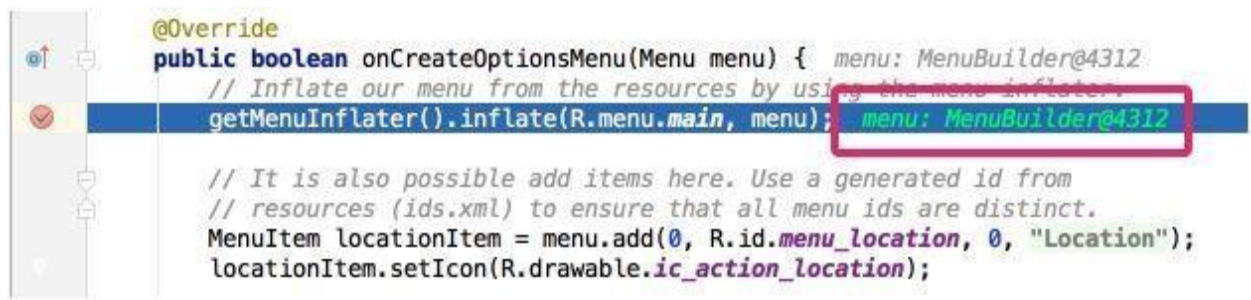 @Override
public boolean onCreateOptionsMenu(Menu menu) { menu: MenuBuilder@4312
// Inflate our menu from the resources by using the menu inflater.
getMenuInflater().inflate(R.menu.main, menu); menu: MenuBuilder@4312
// It is also possible add items here. Use a generated id from
// resources (ids.xml) to ensure that all menu ids are distinct.
MenuItem locationItem = menu.add(0, R.id.menu_location, 0, "Location");
locationItem.setIcon(R.drawable.ic_action_location);